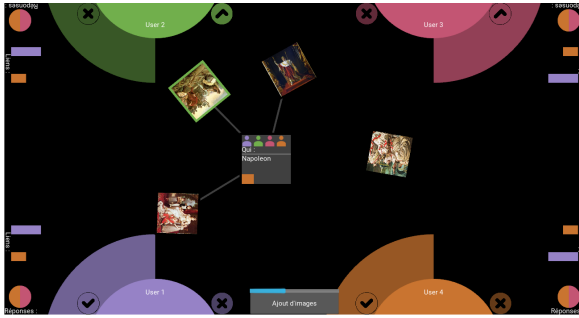 Réponses :
Réponses :
User 2
User 3
Liens :
Qui :
Napoleon
Liens :
User 1
User 4
Ajout d'images
Réponses :
Réponses